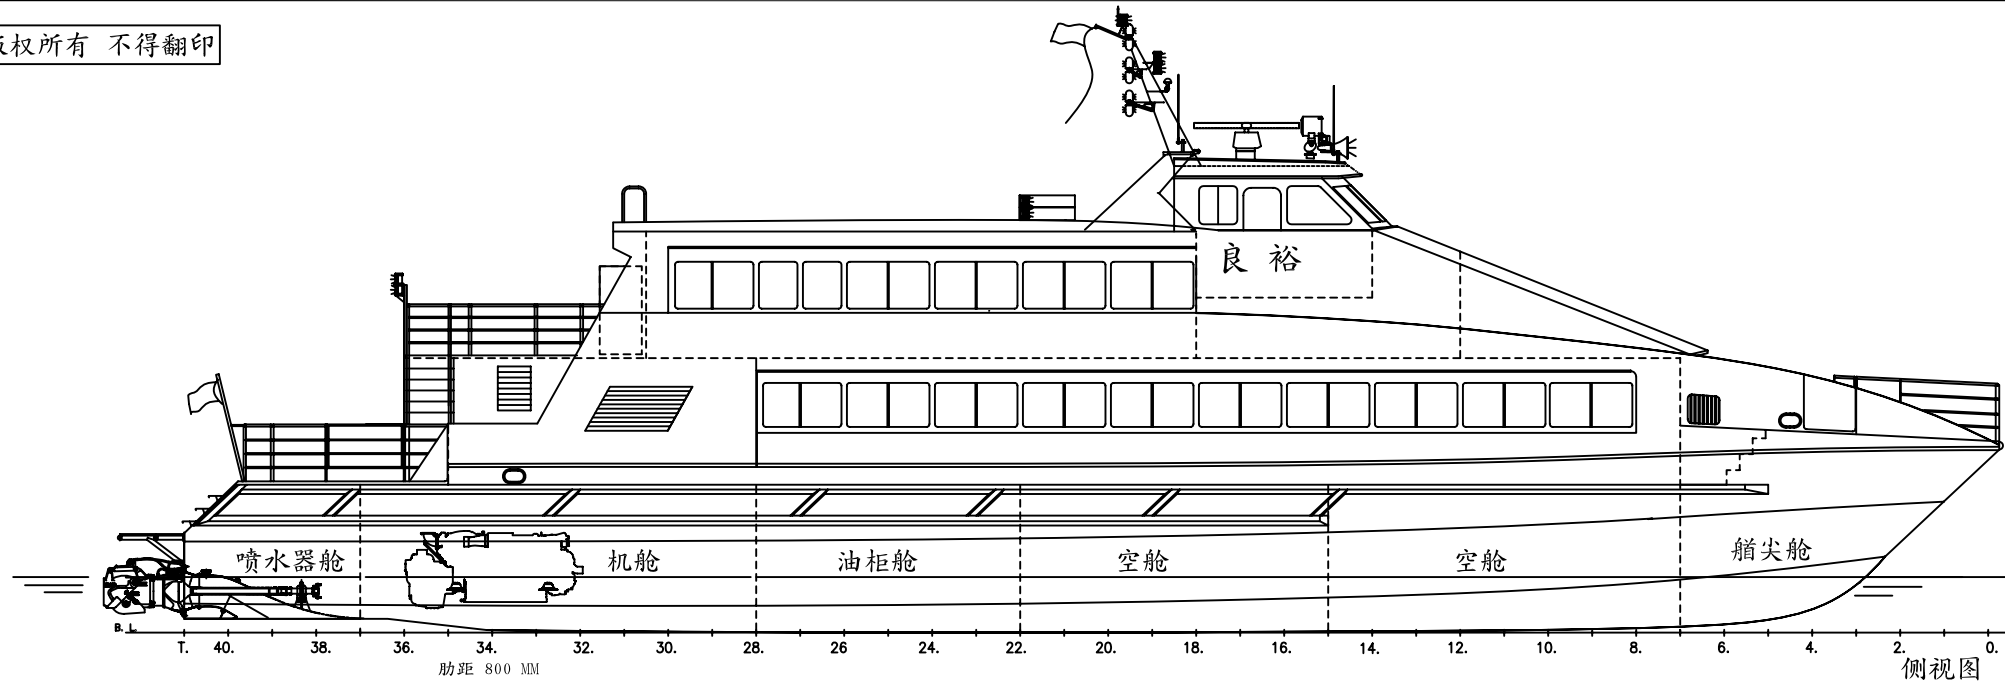 版权所有 不得翻印
良 裕
喷水器舱 机舱 油柜舱 空舱 空舱 艏尖舱
B. L.
T. 40. 38. 36. 34. 32. 30. 28. 26. 24. 22. 20. 18. 16. 14. 12. 10. 8. 6. 4. 2. 0.
肋距 800 MM
侧视图